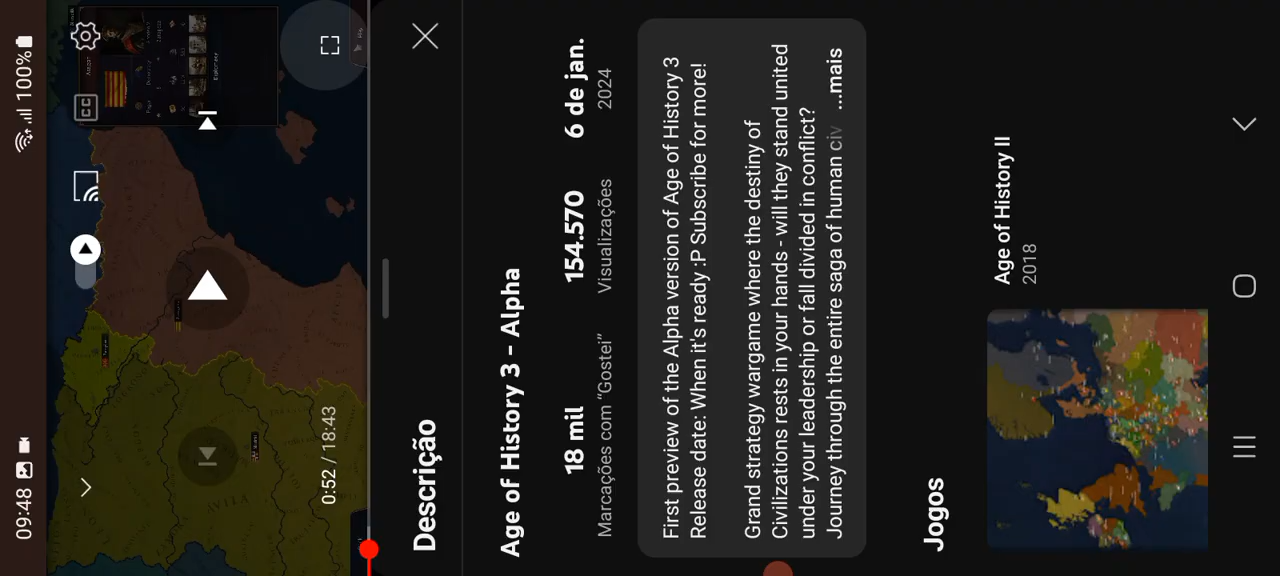 09:48
100%
CC
0:52 / 18:43
ÁVILA
Descrição
Age of History 3 - Alpha
18 mil
Marcações com “Gostei”
154.570
Visualizações
6 de jan.
2024
First preview of the Alpha version of Age of History 3
Release date: When it's ready :P Subscribe for more!
Grand strategy wargame where the destiny of
Civilizations rests in your hands - will they stand united
under your leadership or fall divided in conflict?
Journey through the entire saga of human civ ...mais
Jogos
Age of History II
2018